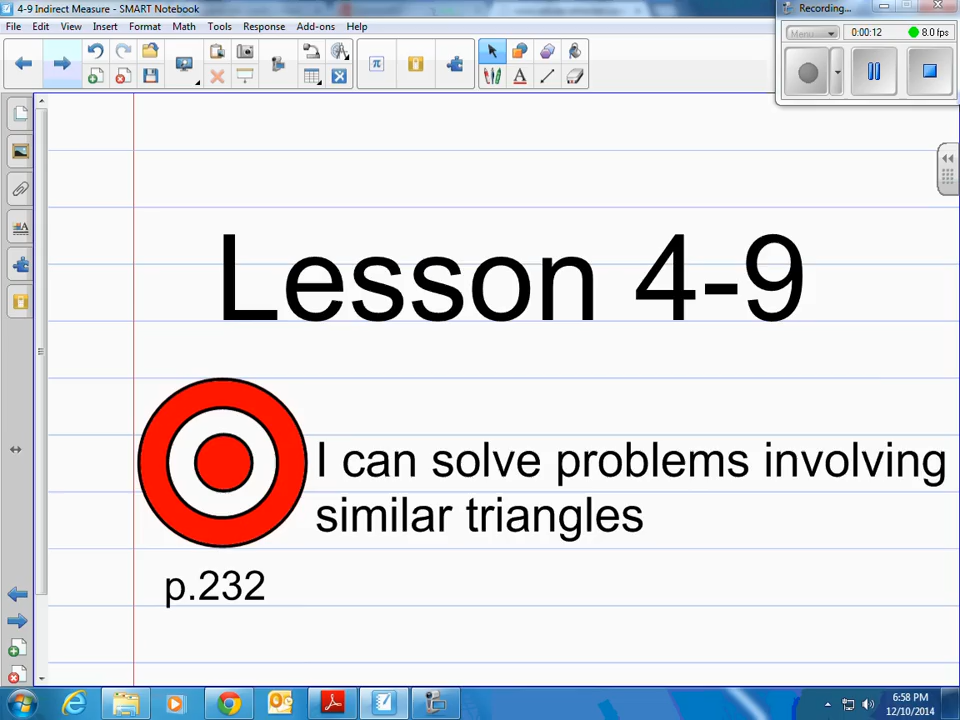 4-9 Indirect Measure - SMART Notebook
Recording...
File Edit View Insert Format Math Tools Response Add-ons Help
Menu
0:00:12
8.0 fps
Lesson 4-9
I can solve problems involving
similar triangles
p.232
6:58 PM
12/10/2014